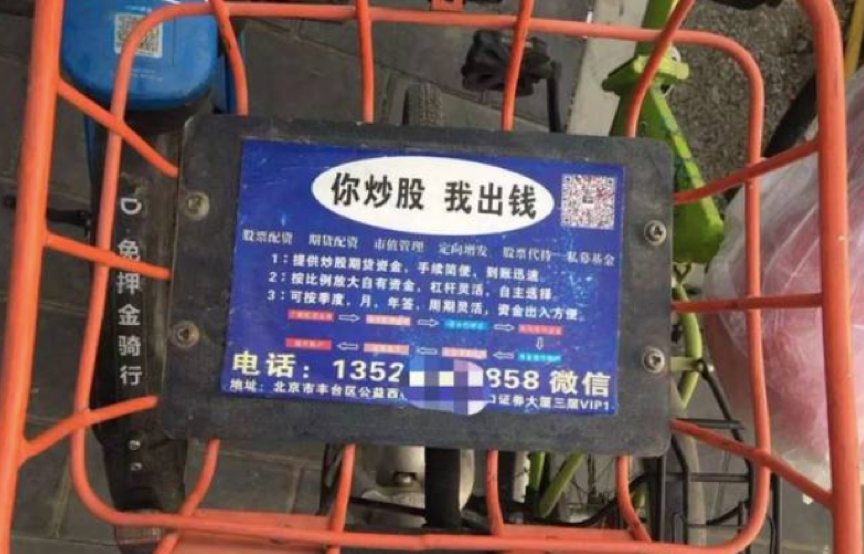 你炒股 我出钱
股票配资 期货配资 市值管理 定向增发 股票代持 私募基金
1：提供炒股期货资金，手续简便，到账迅速
2：按比例放大自有资金，杠杆灵活，自主选择。
3：可按季度，月，年签，周期灵活，资金出入方便。
电话：1352 858 微信
地址：北京市丰台区公益西 证券大厦三层VIP1
免押金骑行